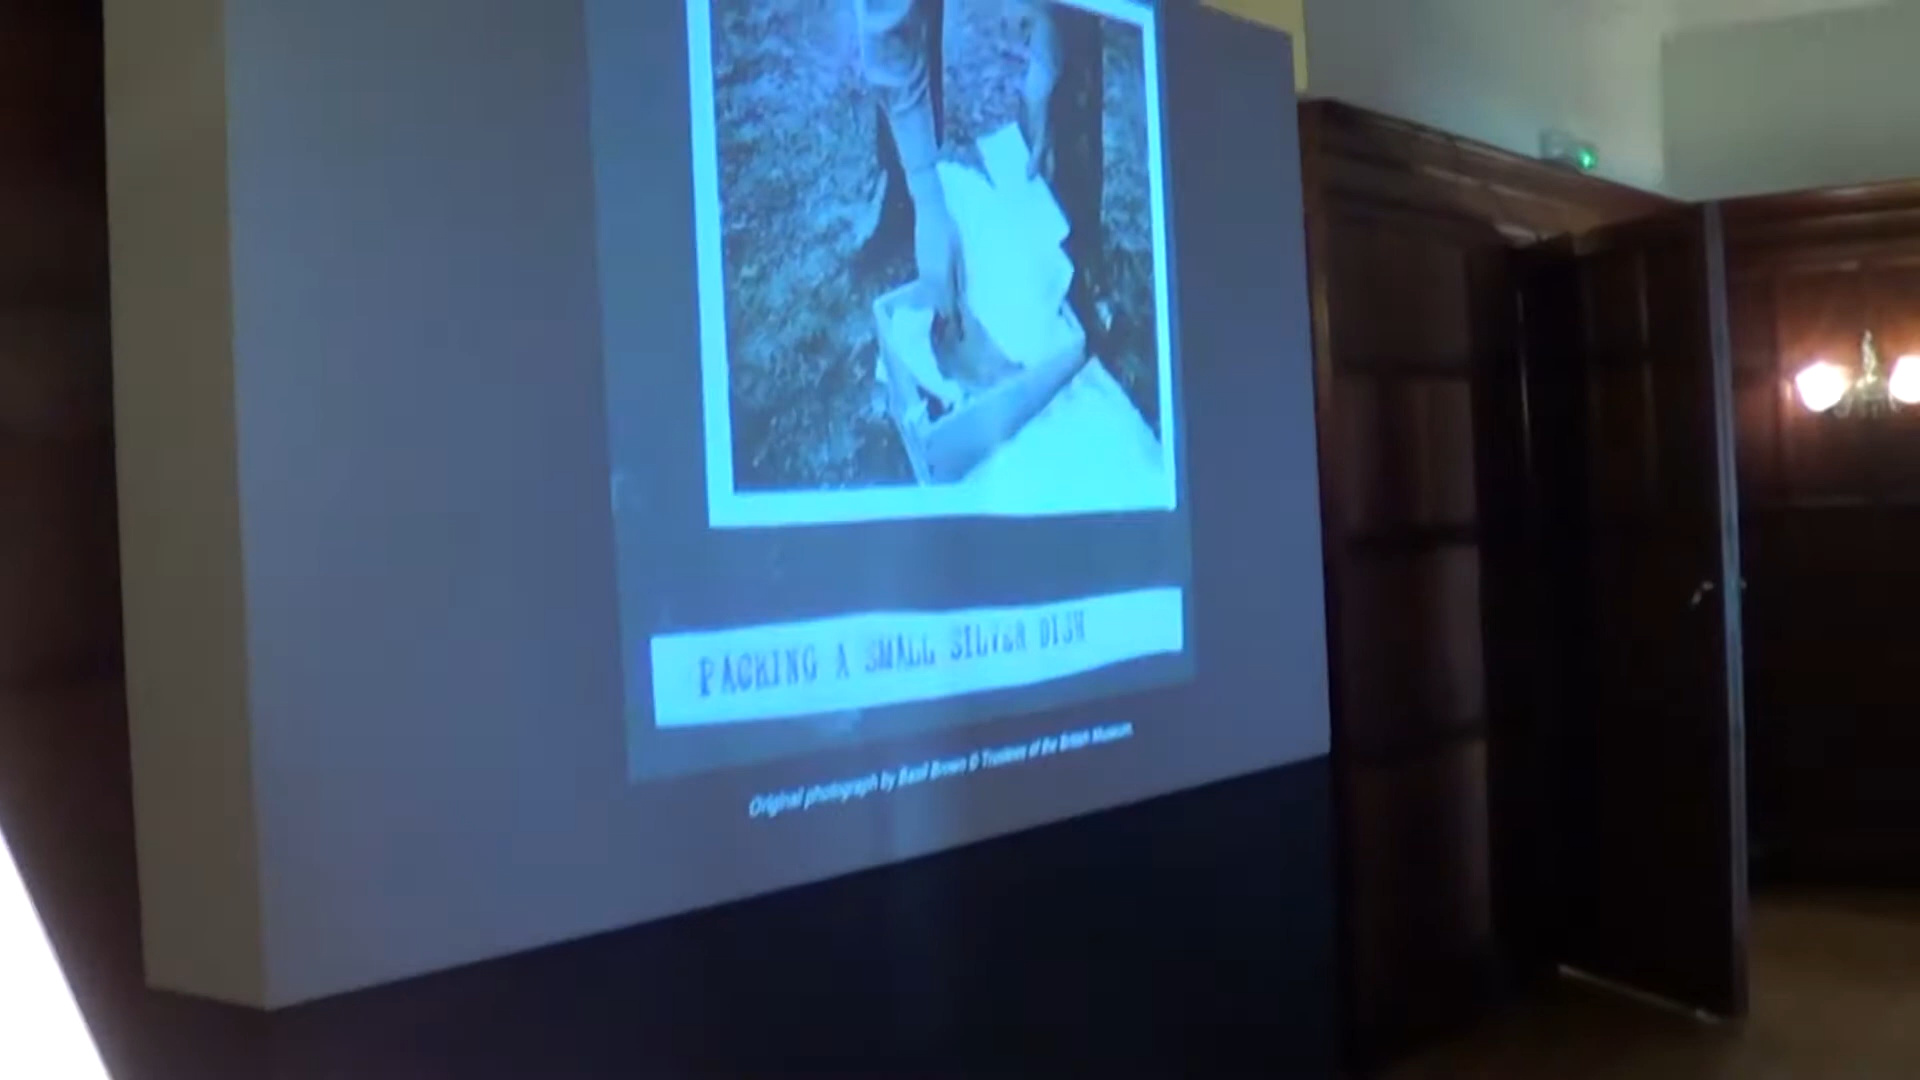 PACKING A SMALL SILVER DISH
Original photograph by Basil Brown © Trustees of the British Museum.